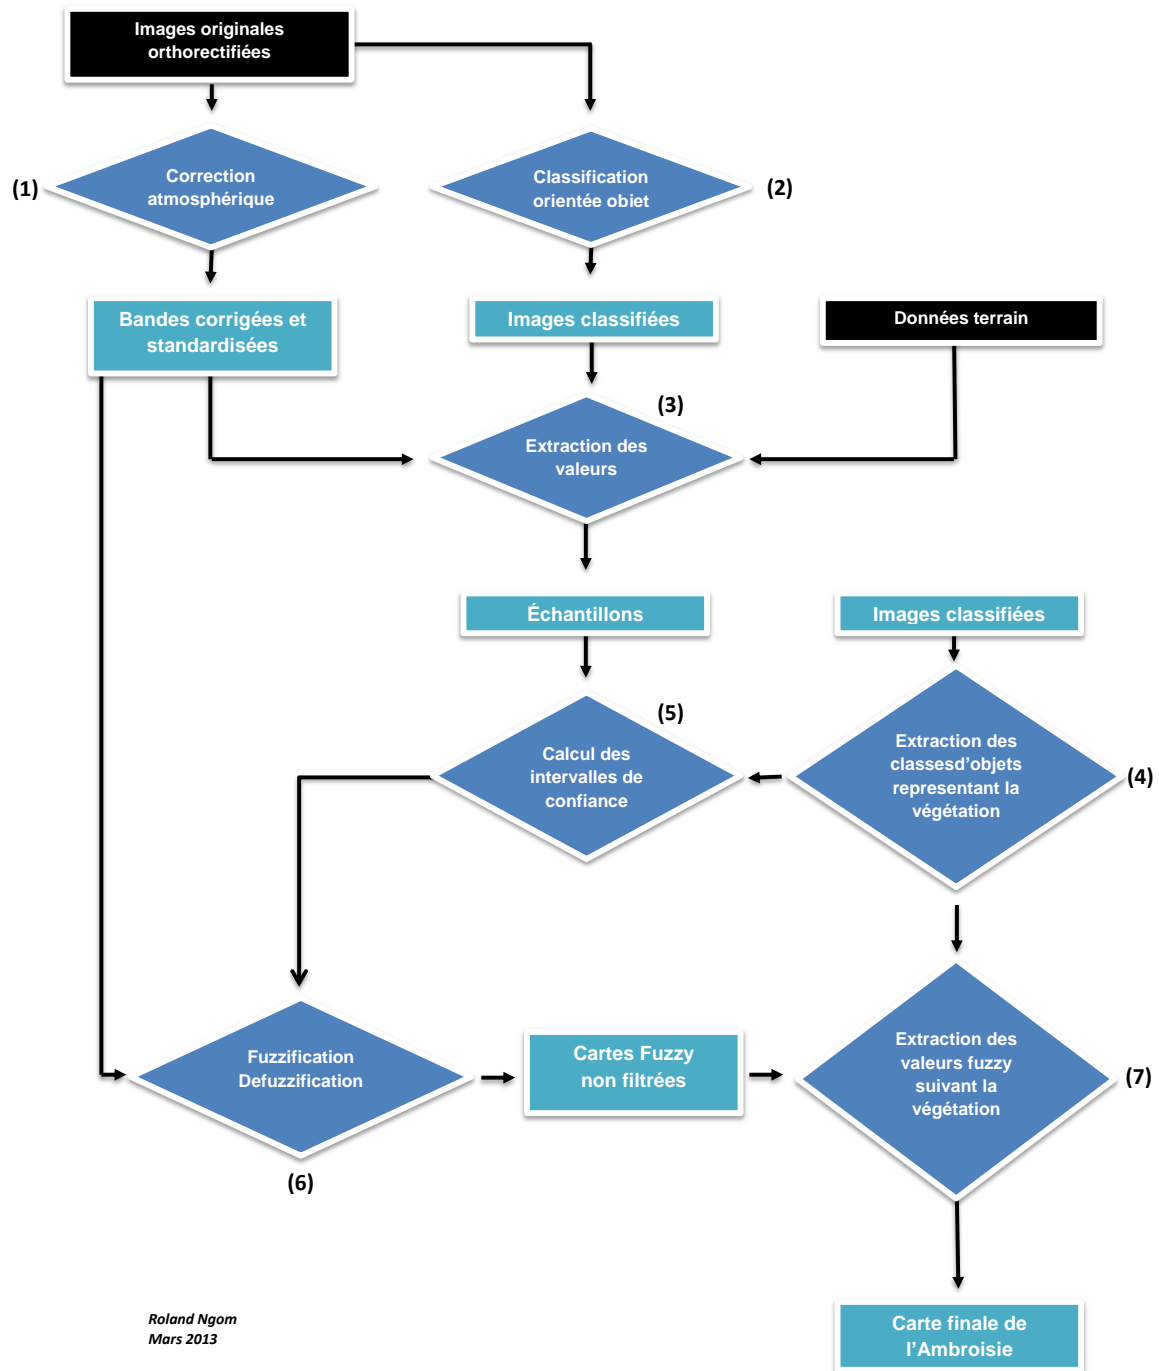 Images originales
orthorectifiées
(1)
Correction
atmosphérique
Classification
orientée obiet
(2)
Bandes corrigées et
standardisées
Images classifiées
Données terrain
(3)
Extraction des
valeurs
Échantillons
Images classifiées
(5)
Calcul des
intervalles de
confiance
Extraction des
classesd’objets
representant la
végétation
(4)
Fuzzification
Defuzzification
(6)
Cartes Fuzzy
non filtrées
Extraction des
valeurs fuzzy
suivant la
végétation
(7)
Roland Ngom
Mars 2013
Carte finale de
l’Ambroisie